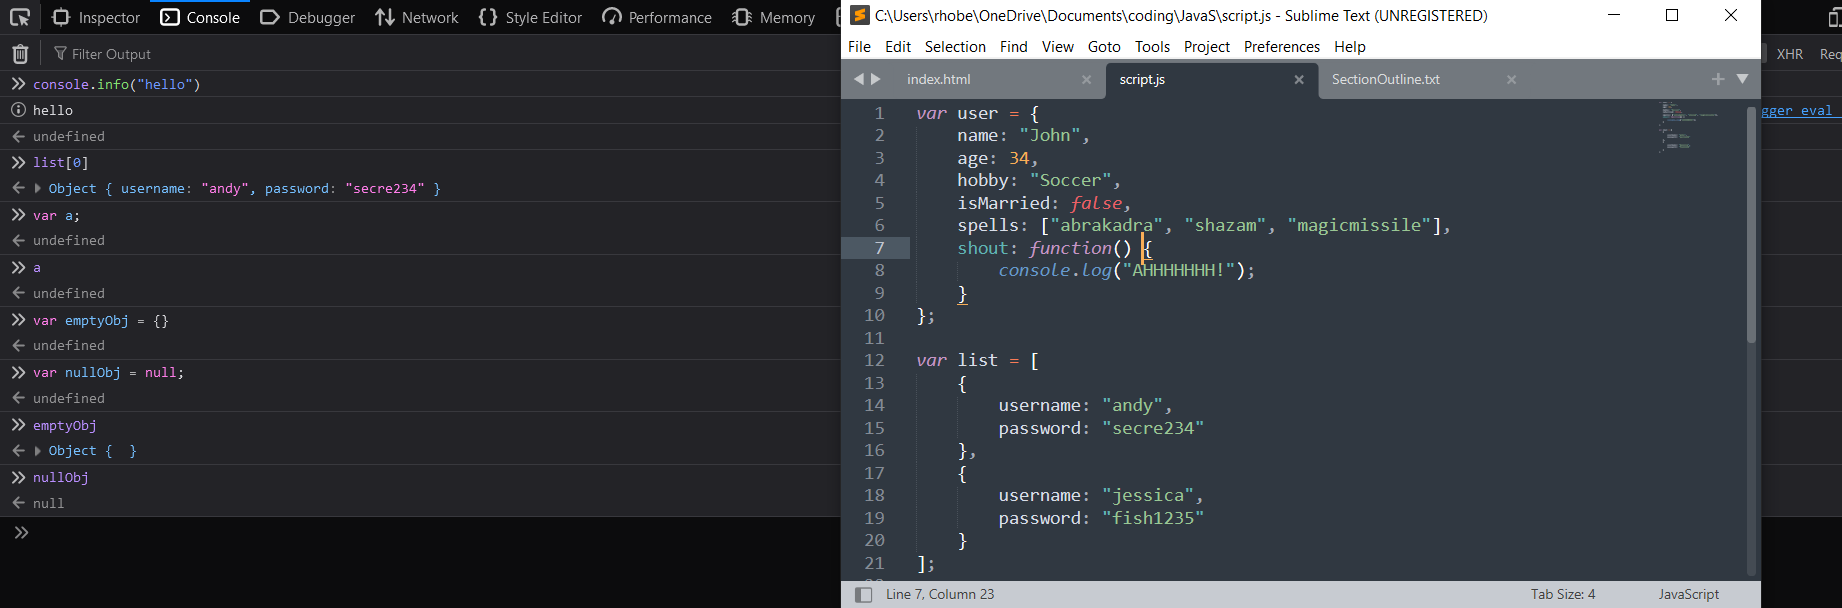 Inspector Console Debugger Network Style Editor Performance Memory
Filter Output
console.info("hello")
hello
undefined
list[0]
Object { username: "andy", password: "secre234" }
var a;
undefined
a
undefined
var emptyObj = {}
undefined
var nullObj = null;
undefined
emptyObj
Object {  }
nullObj
null
C:\Users\rhobe\OneDrive\Documents\coding\JavaS\script.js - Sublime Text (UNREGISTERED)
File Edit Selection Find View Goto Tools Project Preferences Help
index.html script.js SectionOutline.txt
1 var user = {
2 name: "John",
3 age: 34,
4 hobby: "Soccer",
5 isMarried: false,
6 spells: ["abrakadra", "shazam", "magicmissile"],
7 shout: function() {
8 console.log("AHHHHHHH!");
9 }
10 };
11
12 var list = [
13 {
14 username: "andy",
15 password: "secre234"
16 },
17 {
18 username: "jessica",
19 password: "fish1235"
20 }
21 ];
Line 7, Column 23 Tab Size: 4 JavaScript
XHR Req
gger eval